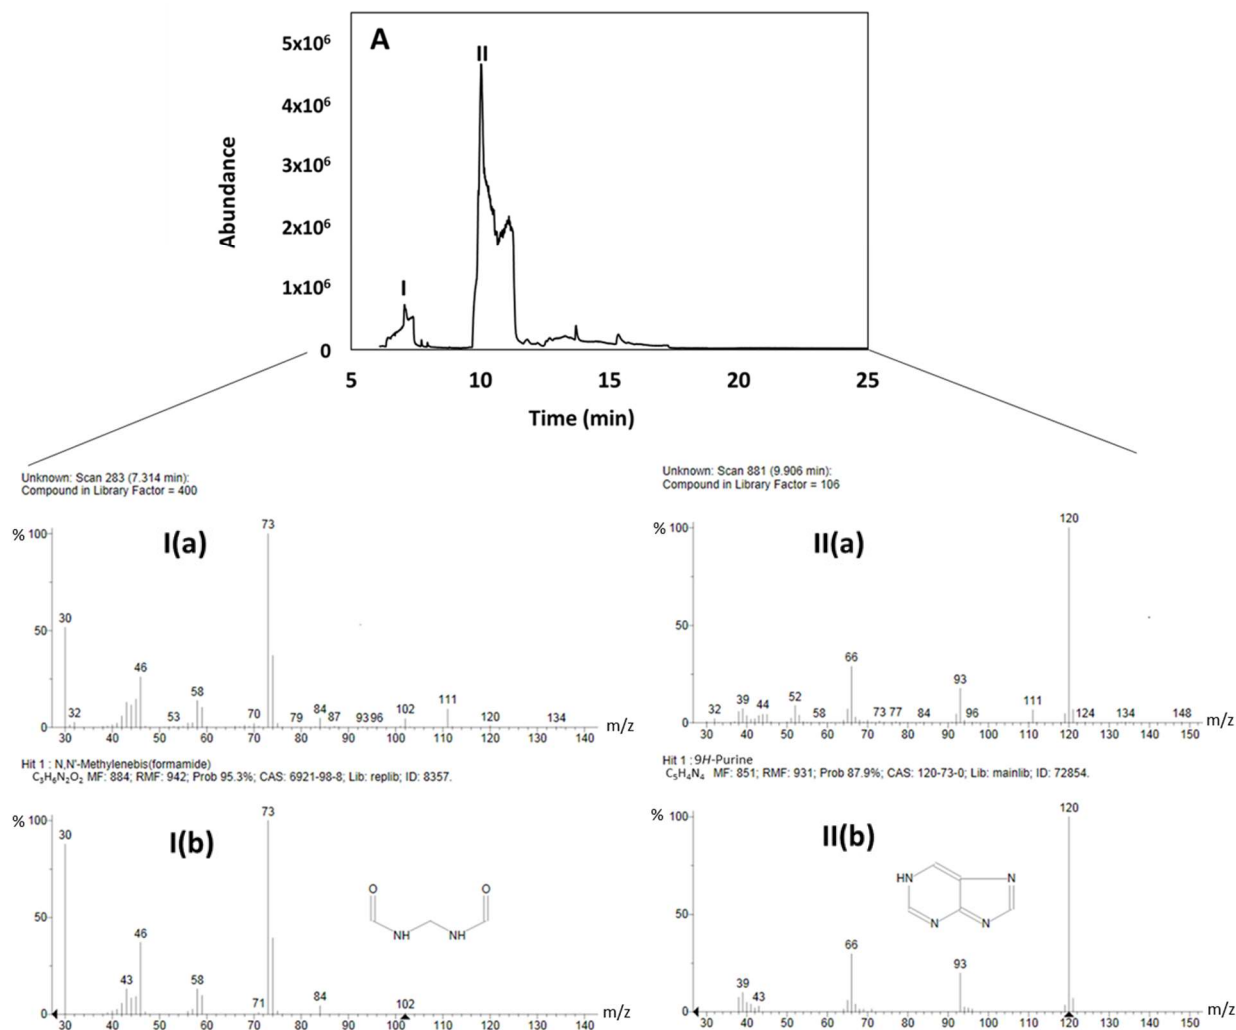 A
II
I
Abundance
5x10⁶
4x10⁶
3x10⁶
2x10⁶
1x10⁶
0
5 10 15 20 25
Time (min)
Unknown: Scan 283 (7.314 min):
Compound in Library Factor = 400
I(a)
% 100
50
0
73
30
46
32
53
58
70
79
84
87
93 96
102
111
120
134
30 40 50 60 70 80 90 100 110 120 130 140
m/z
Hit 1 : N,N'-Methylenebis(formamide)
C₃H₆N₂O₂ MF: 884; RMF: 942; Prob 95.3%; CAS: 6921-98-8; Lib: replib; ID: 8357.
I(b)
% 100
50
0
73
30
46
43
58
71
84
102
O
O
NH
NH
30 40 50 60 70 80 90 100 110 120 130 140
m/z
Unknown: Scan 881 (9.906 min):
Compound in Library Factor = 106
II(a)
% 100
50
0
120
66
93
32
39
44
52
58
73 77
84
96
111
124
134
148
30 40 50 60 70 80 90 100 110 120 130 140 150
m/z
Hit 1 : 9H-Purine
C₅H₄N₄ MF: 851; RMF: 931; Prob 87.9%; CAS: 120-73-0; Lib: mainlib; ID: 72854.
II(b)
% 100
50
0
120
66
93
39
43
HN
N
N
N
30 40 50 60 70 80 90 100 110 120 130 140 150
m/z